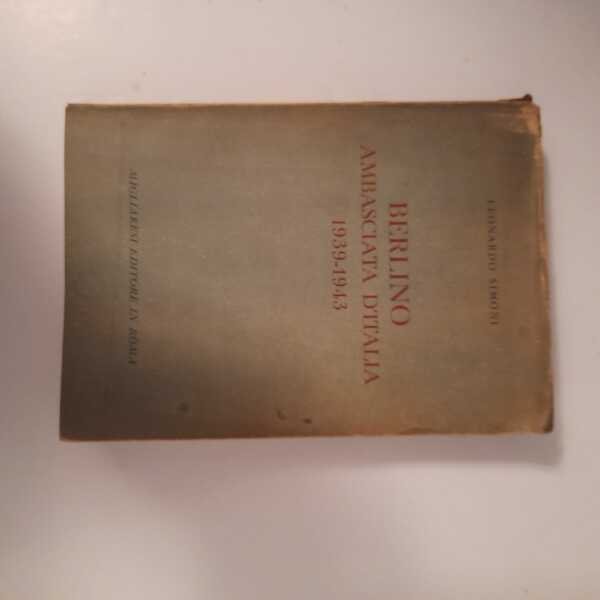 LEONARDO SIMONI
BERLINO
AMBASCIATA D'ITALIA
1939-1943
MIGLIARESI EDITORE IN ROMA